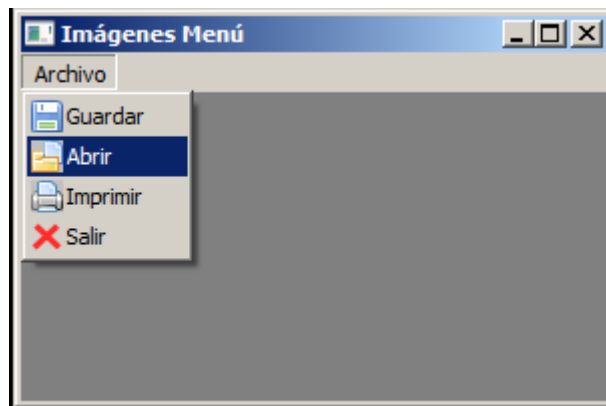 Imágenes Menú
Archivo
Guardar
Abrir
Imprimir
Salir